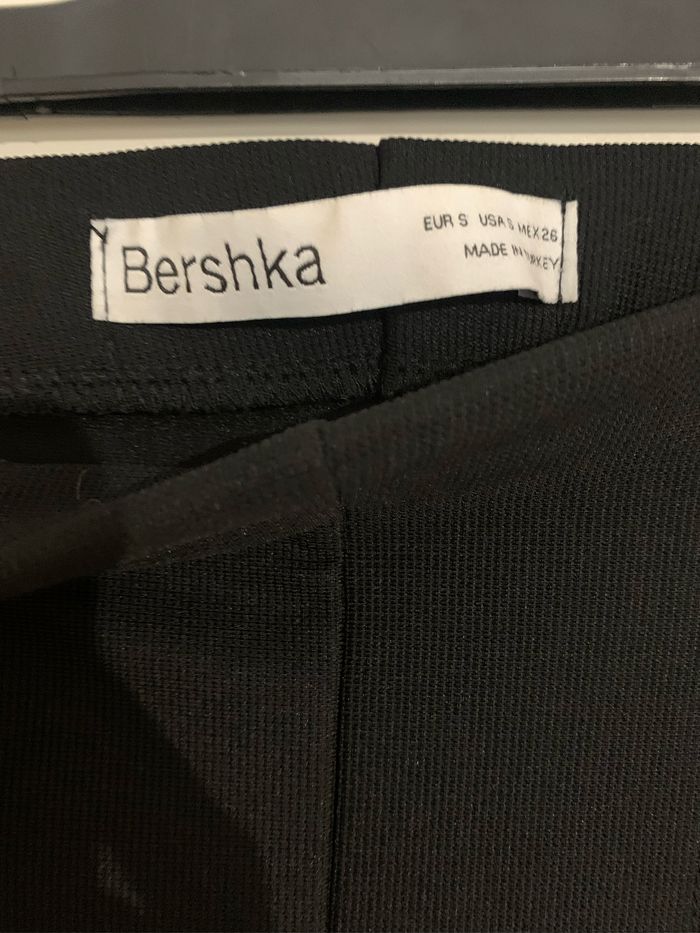 Bershka
EUR S USA S MEX 26
MADE IN TURKEY